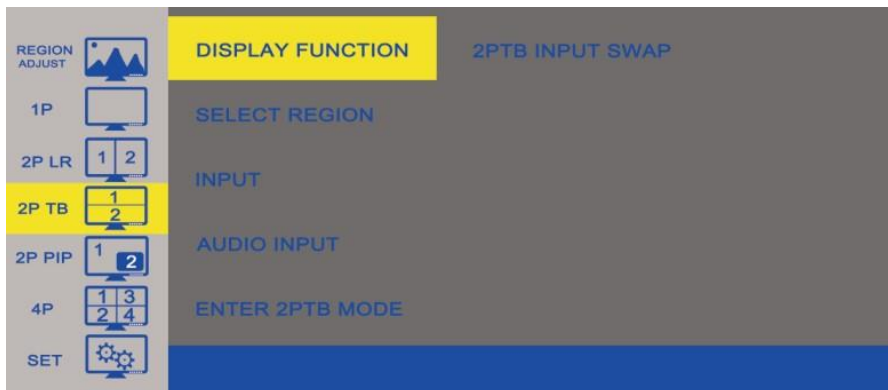 REGION
ADJUST
1P
2P LR
1 2
2P TB
1
2
2P PIP
1
2
4P
1 3
2 4
SET
DISPLAY FUNCTION
2PTB INPUT SWAP
SELECT REGION
INPUT
AUDIO INPUT
ENTER 2PTB MODE